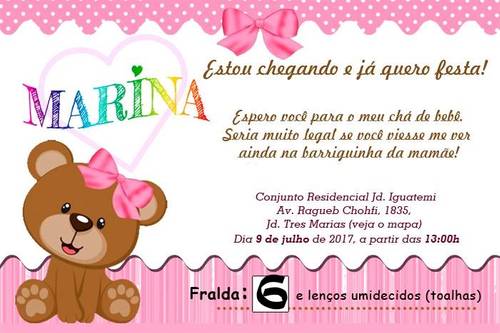 MARINA
Estou chegando e já quero festa!
Espero você para o meu chá de bebê.
Seria muito legal se você viesse me ver
ainda na barriguinha da mamãe!
Conjunto Residencial Jd. Iguatemi
Av. Ragueb Chohfi, 1835,
Jd. Tres Marias (veja o mapa)
Dia 9 de julho de 2017, a partir das 13:00h
Fralda: 6 e lenços umidecidos (toalhas)